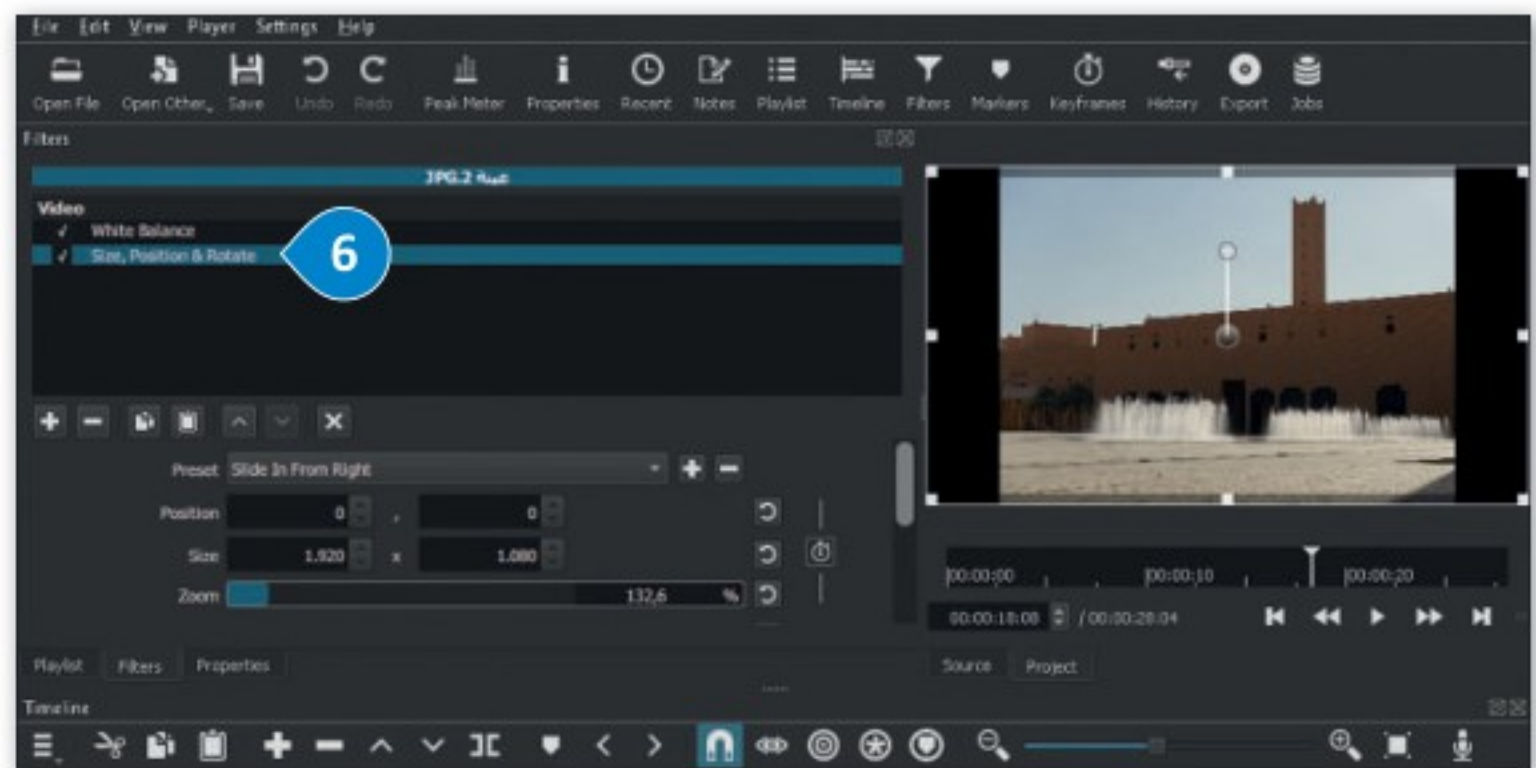 File Edit View Player Settings Help
Open File Open Other... Save Undo Redo Peak Meter Properties Recent Notes Playlist Timeline Filters Markers Keyframes History Export Jobs
Filters
عينة 2.JPG
Video
White Balance
Size, Position & Rotate
6
Preset Slide In From Right
Position 0 , 0
Size 1.920 x 1.080
Zoom 132,6 %
00:00:00 00:00:10 00:00:20
00:00:18:08 / 00:00:28:04
Playlist Filters Properties
Source Project
Timeline